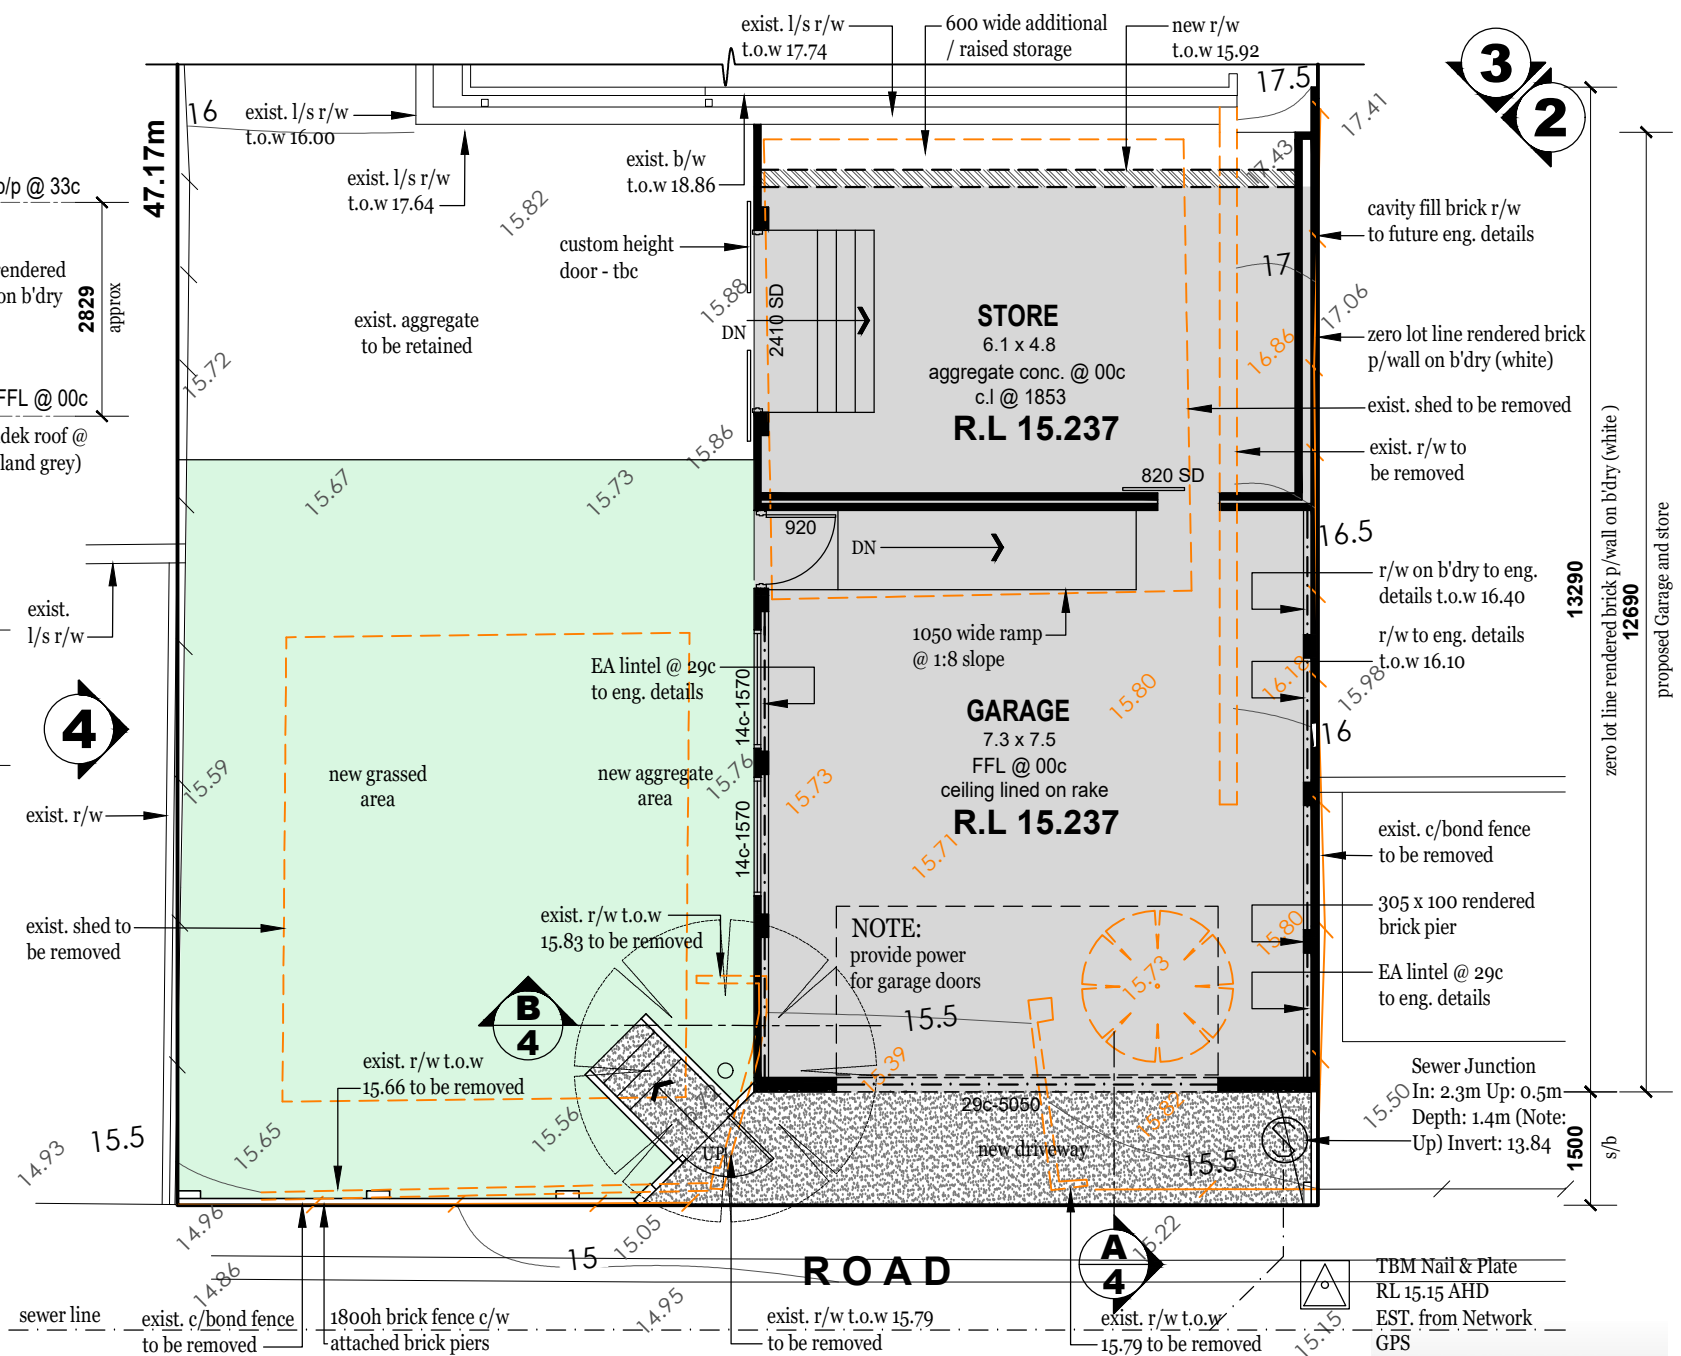 exist. l/s r/w
t.o.w 17.74
600 wide additional
/ raised storage
new r/w
t.o.w 15.92
3
2
17.5
17.41
17.43
16
exist. l/s r/w
t.o.w 16.00
47.17m
exist. l/s r/w
t.o.w 17.64
exist. b/w
t.o.w 18.86
15.82
o/p @ 33c
endered
on b'dry
2829
approx
FFL @ 00c
dek roof @
land grey)
custom height
door - tbc
15.88
DN
2410 SD
exist. aggregate
to be retained
15.72
15.86
STORE
6.1 x 4.8
aggregate conc. @ 00c
c.l @ 1853
R.L 15.237
17
17.06
16.86
cavity fill brick r/w
to future eng. details
zero lot line rendered brick
p/wall on b'dry (white)
exist. shed to be removed
exist. r/w to
be removed
820 SD
15.67
15.73
920
DN
16.5
r/w on b'dry to eng.
details t.o.w 16.40
r/w to eng. details
t.o.w 16.10
13290
zero lot line rendered brick p/wall on b'dry (white )
12690
proposed Garage and store
exist.
l/s r/w
1050 wide ramp
@ 1:8 slope
EA lintel @ 29c
to eng. details
14c-1570
15.80
16.18
15.98
16
4
GARAGE
7.3 x 7.5
FFL @ 00c
ceiling lined on rake
R.L 15.237
15.59
new grassed
area
new aggregate
area
15.76
15.73
14c-1570
15.71
exist. r/w
exist. c/bond fence
to be removed
305 x 100 rendered
brick pier
EA lintel @ 29c
to eng. details
exist. shed to
be removed
exist. r/w t.o.w
15.83 to be removed
NOTE:
provide power
for garage doors
15.80
15.73
B
4
15.5
15.39
exist. r/w t.o.w
15.66 to be removed
29c-5050
15.82
15.50
Sewer Junction
In: 2.3m Up: 0.5m
Depth: 1.4m (Note:
Up) Invert: 13.84
1500
s/b
14.93
15.5
15.65
15.56
UP
new driveway
15.5
14.96
15.05
15
ROAD
A
4
15.22
14.86
14.95
15.15
TBM Nail & Plate
RL 15.15 AHD
EST. from Network
GPS
sewer line
exist. c/bond fence
to be removed
1800h brick fence c/w
attached brick piers
exist. r/w t.o.w 15.79
to be removed
exist. r/w t.o.w
15.79 to be removed